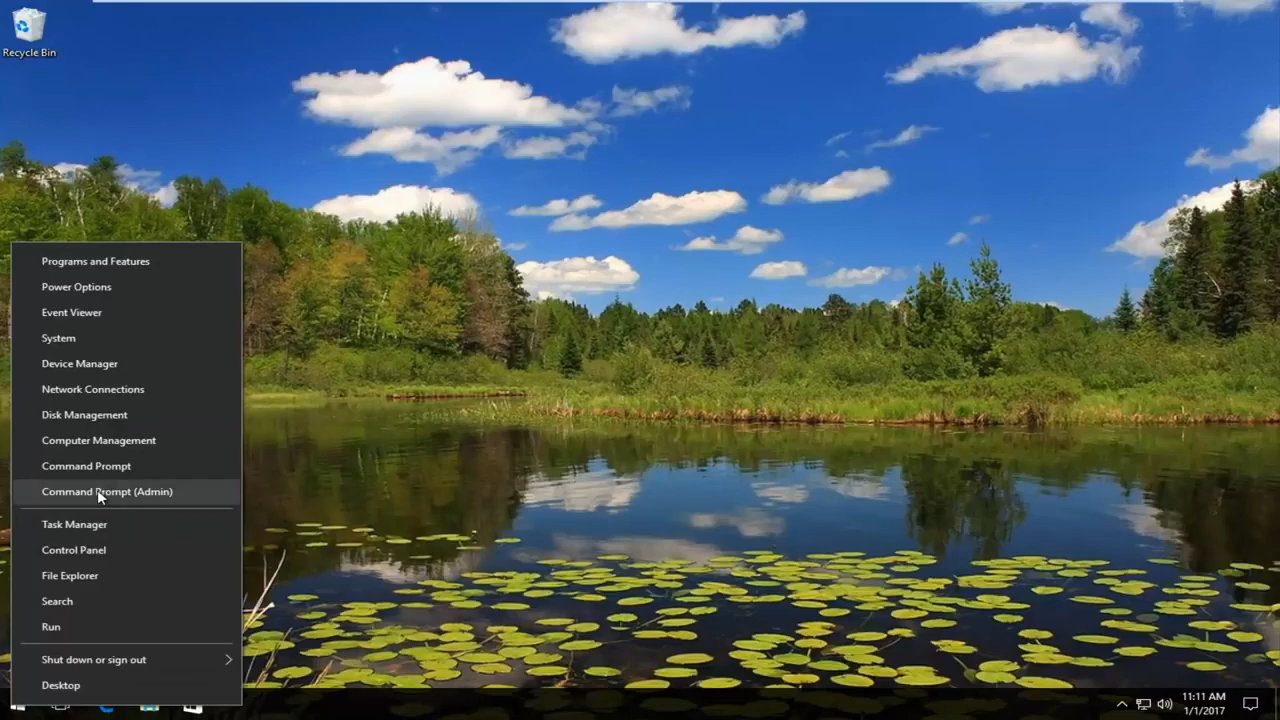 Recycle Bin
Programs and Features
Power Options
Event Viewer
System
Device Manager
Network Connections
Disk Management
Computer Management
Command Prompt
Command Prompt (Admin)
Task Manager
Control Panel
File Explorer
Search
Run
Shut down or sign out
Desktop
11:11 AM
1/1/2017